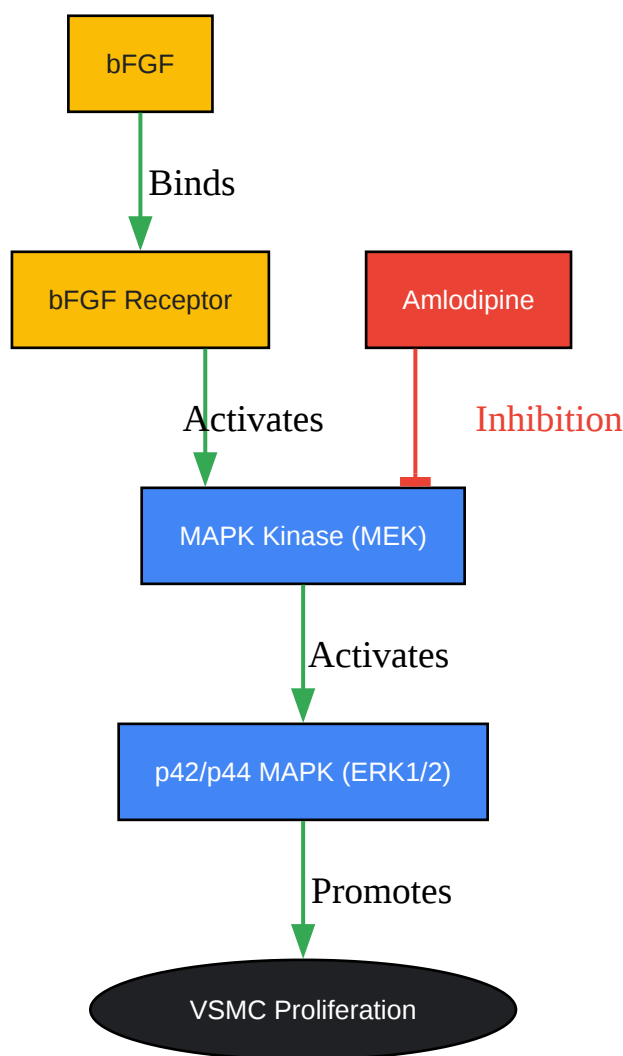 bFGF
Binds
bFGF Receptor
Amlodipine
Activates
Inhibition
MAPK Kinase (MEK)
Activates
p42/p44 MAPK (ERK1/2)
Promotes
VSMC Proliferation